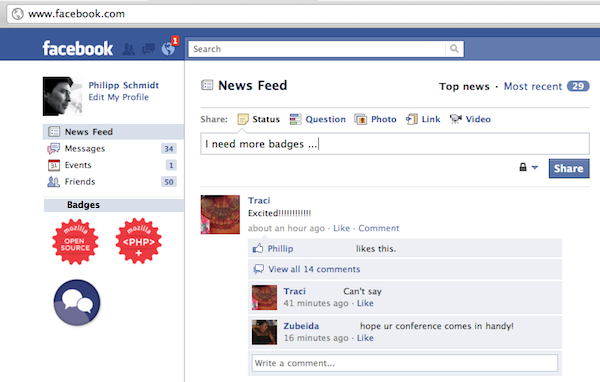 www.facebook.com
facebook
1
Search
Philipp Schmidt
Edit My Profile
News Feed
Messages 34
31 Events 1
Friends 50
Badges
mozilla OPEN SOURCE
mozilla <PHP> +
News Feed
Top news · Most recent 29
Share: Status Question Photo Link Video
I need more badges ...
Share
Traci
Excited!!!!!!!!!!!!
about an hour ago · Like · Comment
Phillip likes this.
View all 14 comments
Traci Can't say
41 minutes ago · Like
Zubeida hope ur conference comes in handy!
16 minutes ago · Like
Write a comment...